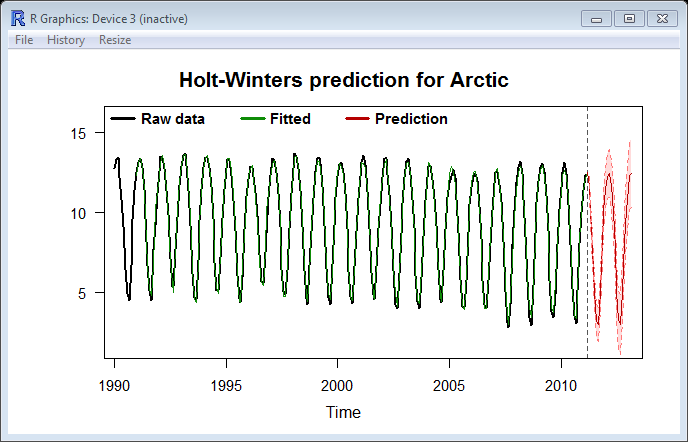 R Graphics: Device 3 (inactive)
File History Resize
Holt-Winters prediction for Arctic
Raw data Fitted Prediction
15
10
5
1990 1995 2000 2005 2010
Time